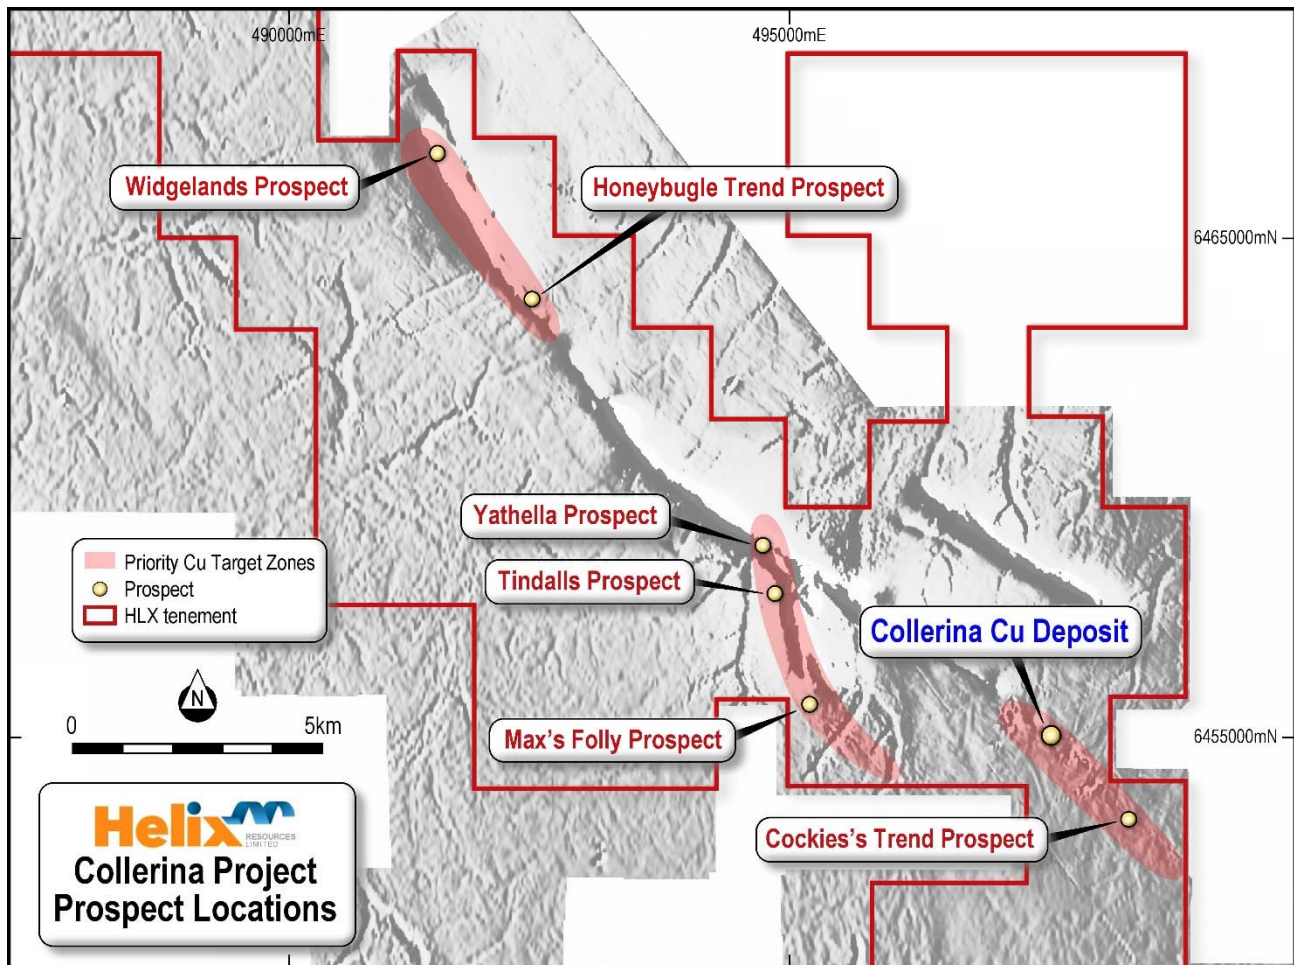 490000mE
495000mE
Widgelands Prospect
Honeybugle Trend Prospect
6465000mN
Yathella Prospect
Tindalls Prospect
Priority Cu Target Zones
Prospect
HLX tenement
Collerina Cu Deposit
N
0 5km
Max's Folly Prospect
6455000mN
Helix
RESOURCES
LIMITED
Cockies's Trend Prospect
Collerina Project
Prospect Locations